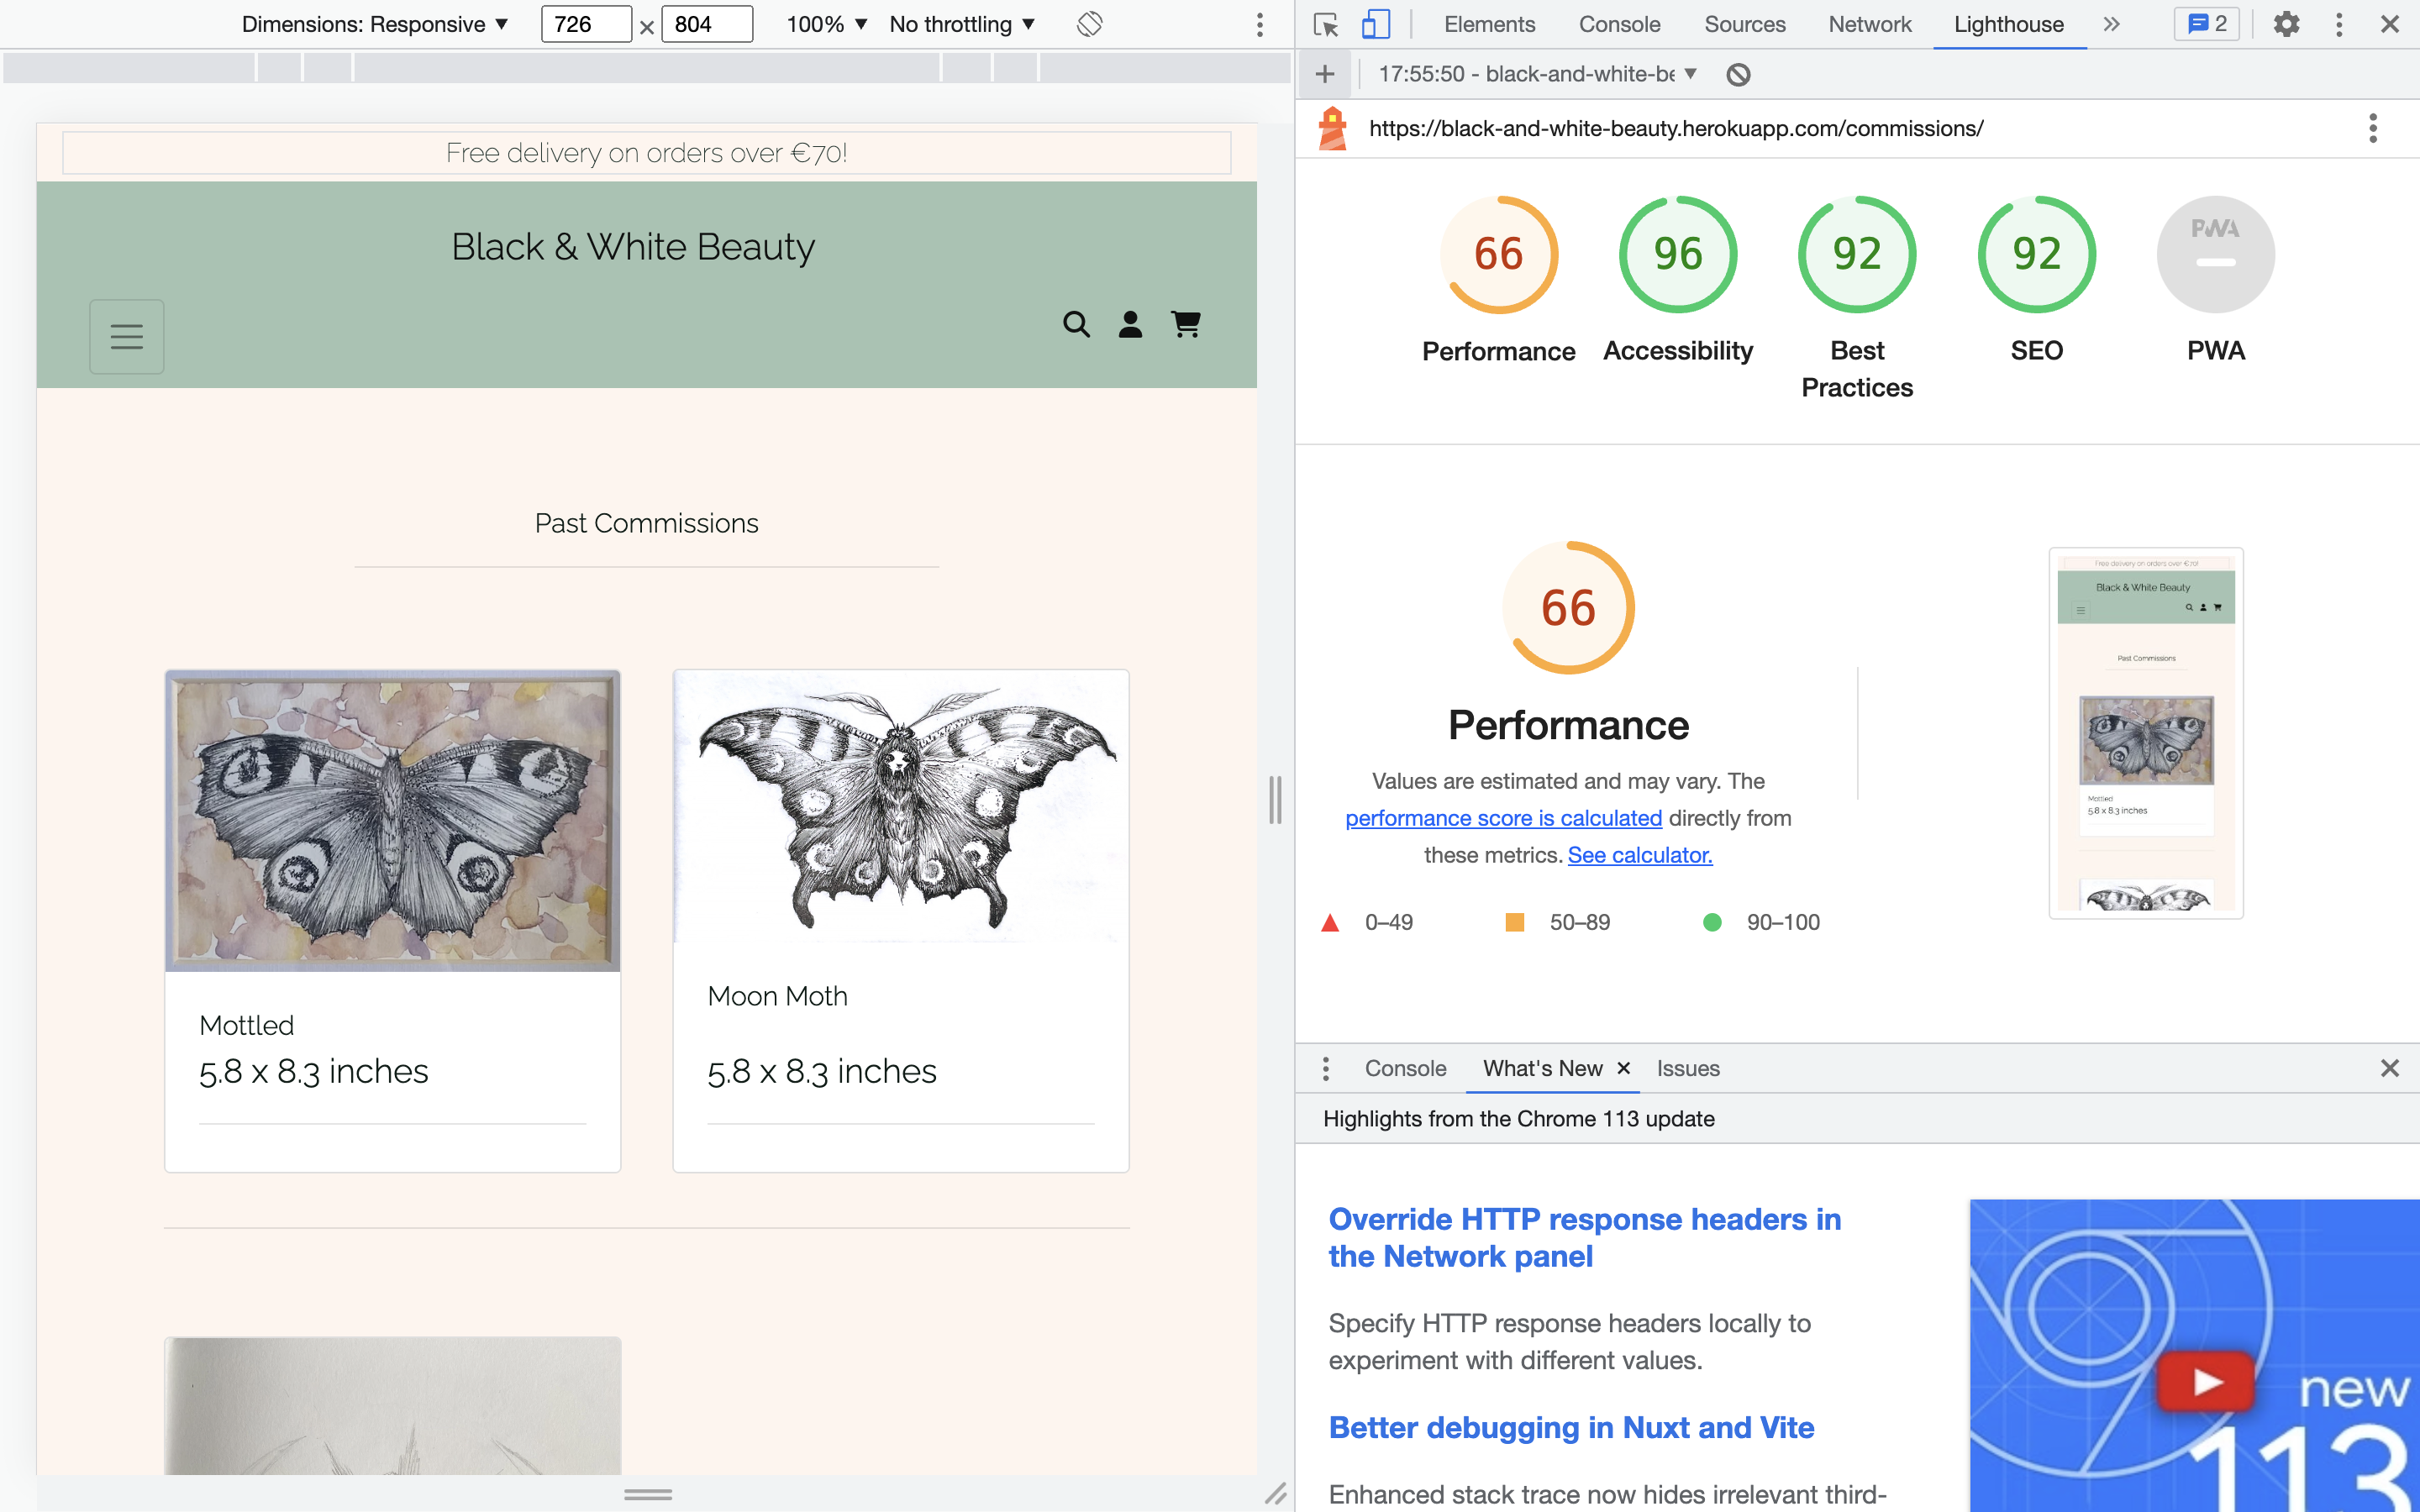 Dimensions: Responsive ▼ 726 × 804 100% ▼ No throttling ▼
Free delivery on orders over €70!
Black & White Beauty
Past Commissions
Mottled
5.8 x 8.3 inches
Moon Moth
5.8 x 8.3 inches
Elements Console Sources Network Lighthouse » 2
+ 17:55:50 - black-and-white-be ▼
https://black-and-white-beauty.herokuapp.com/commissions/
66 96 92 92 PWA
Performance Accessibility Best SEO PWA
Practices
66
Performance
Values are estimated and may vary. The
performance score is calculated directly from
these metrics. See calculator.
0–49 50–89 90–100
Free delivery on orders over €70!
Black & White Beauty
Past Commissions
Mottled
5.8 x 8.3 inches
Console What's New × Issues
Highlights from the Chrome 113 update
Override HTTP response headers in
the Network panel
Specify HTTP response headers locally to
experiment with different values.
Better debugging in Nuxt and Vite
Enhanced stack trace now hides irrelevant third-
new
113